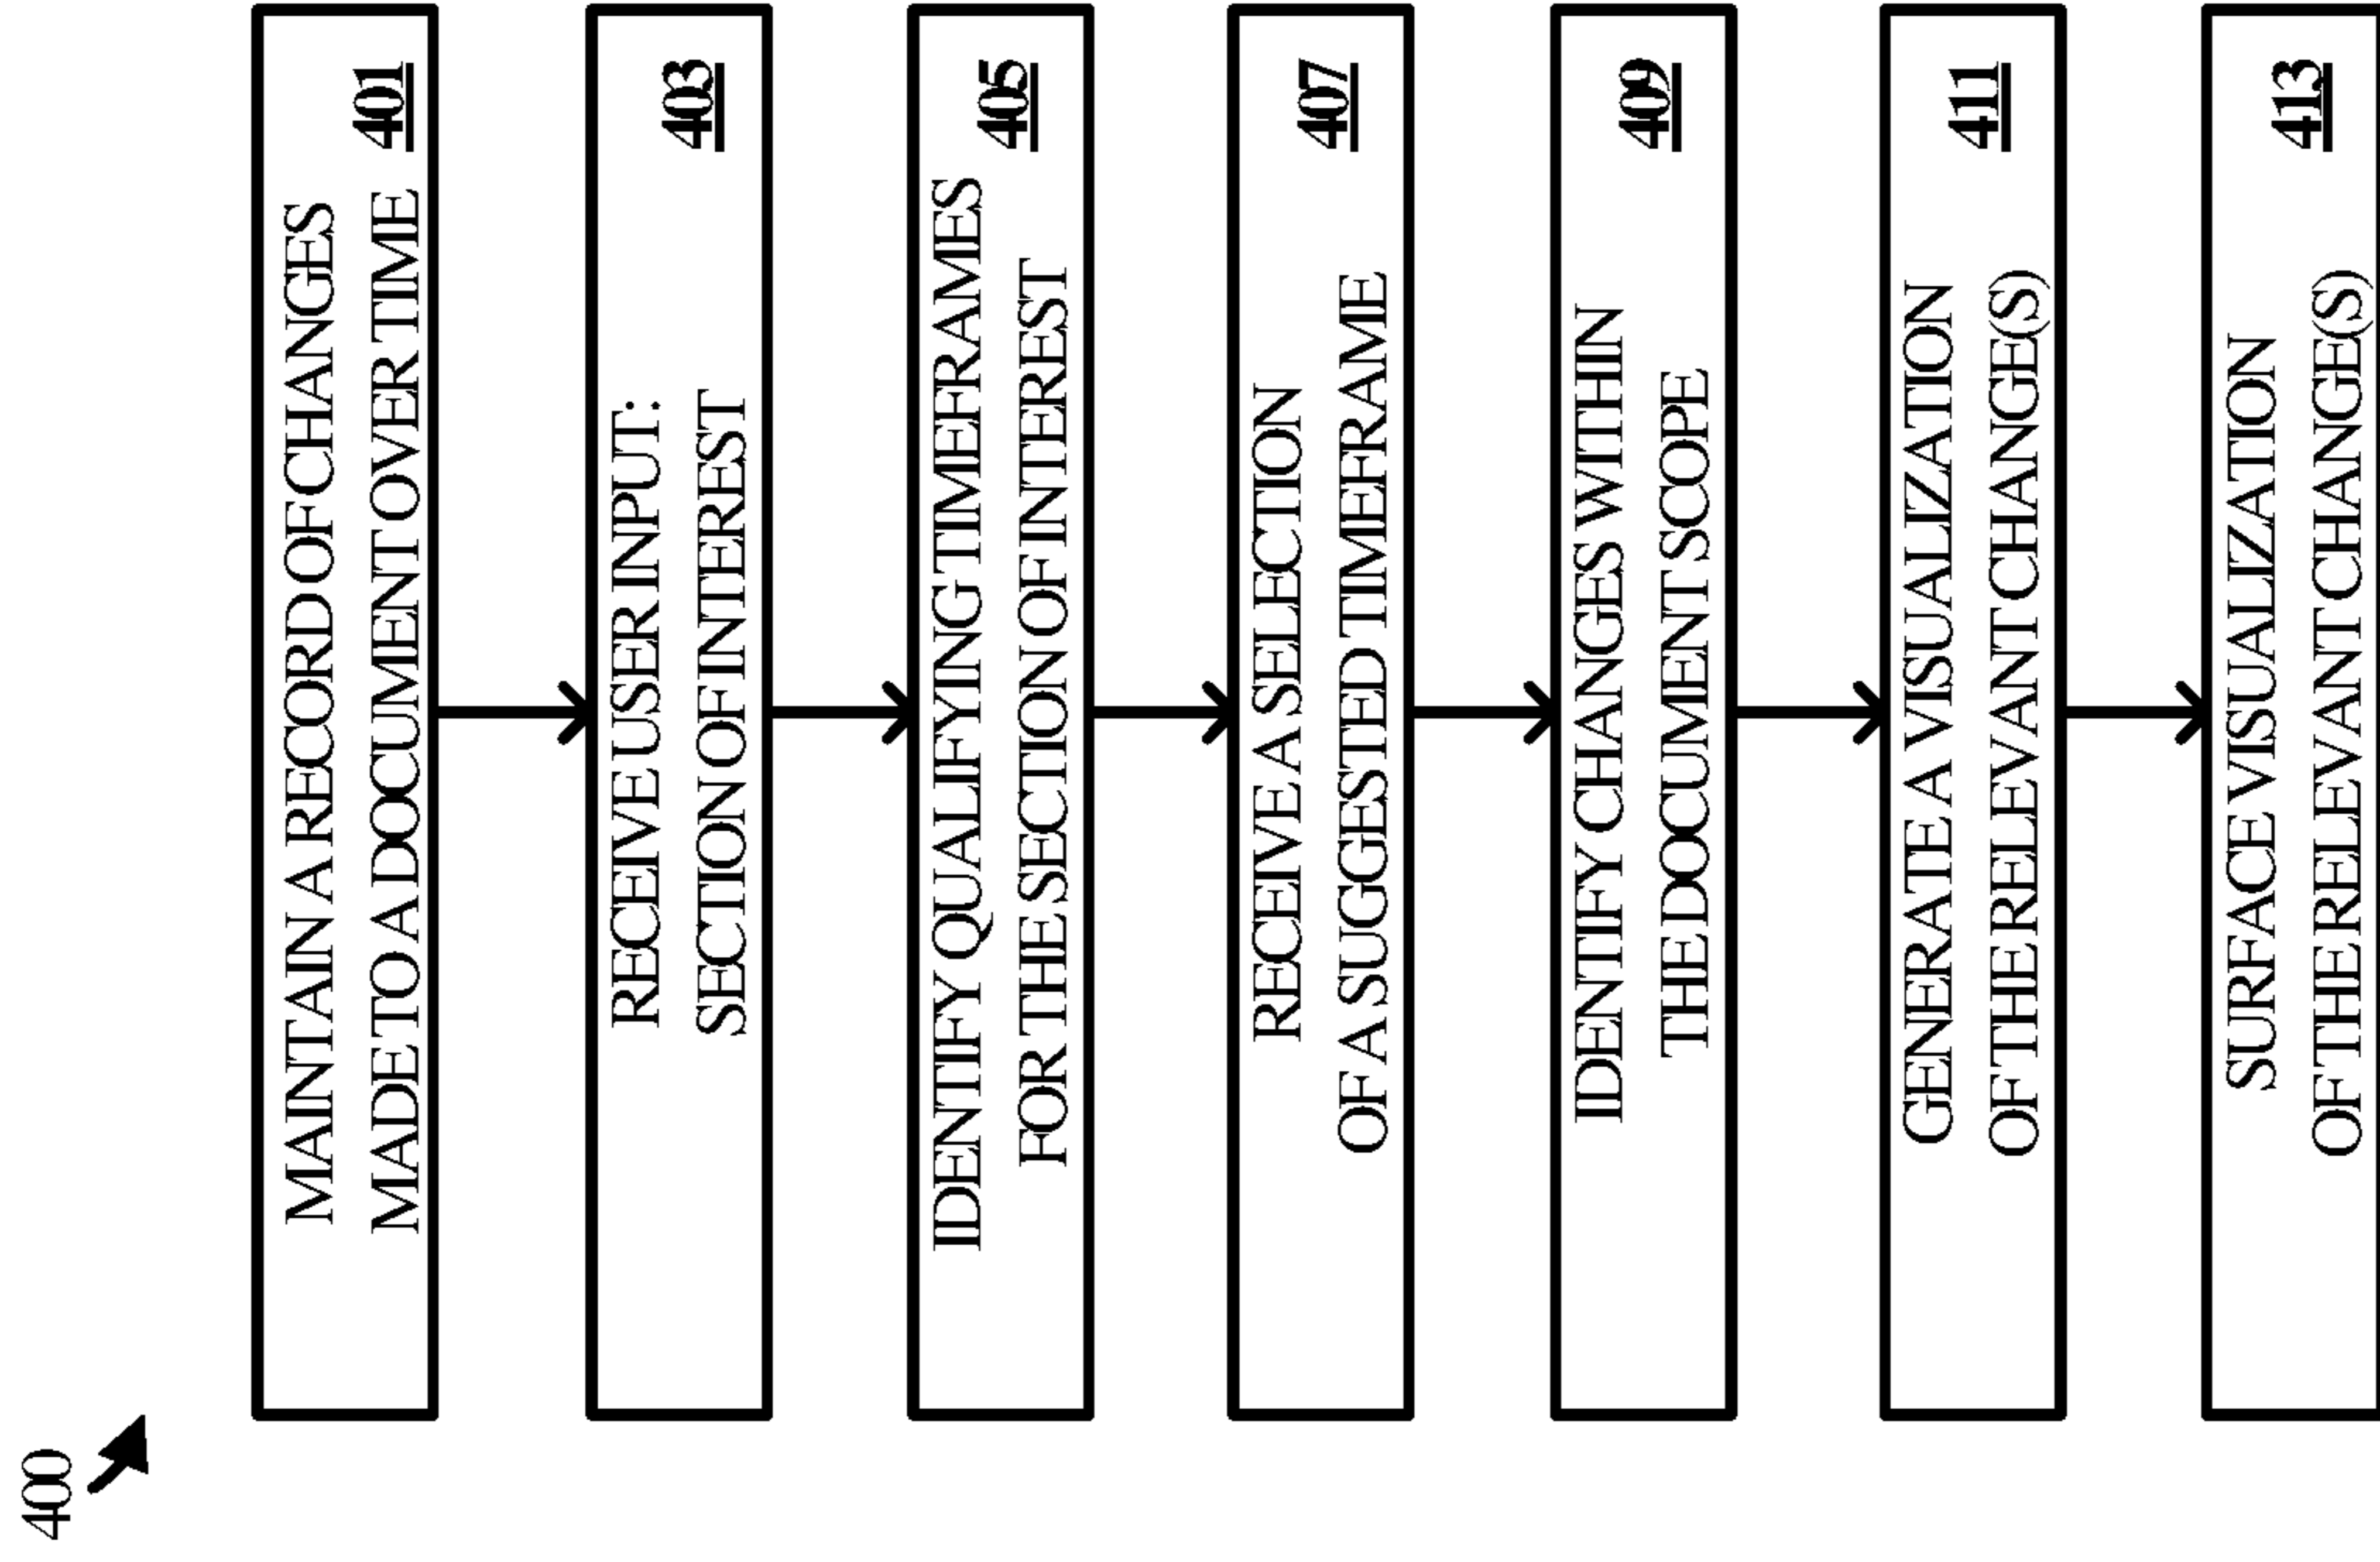 400
MAINTAIN A RECORD OF CHANGES
MADE TO A DOCUMENT OVER TIME
401
RECEIVE USER INPUT:
SECTION OF INTEREST
403
IDENTIFY QUALIFYING TIMEFRAMES
FOR THE SECTION OF INTEREST
405
RECEIVE A SELECTION
OF A SUGGESTED TIMEFRAME
407
IDENTIFY CHANGES WITHIN
THE DOCUMENT SCOPE
409
GENERATE A VISUALIZATION
OF THE RELEVANT CHANGE(S)
411
SURFACE VISUALIZATION
OF THE RELEVANT CHANGE(S)
413